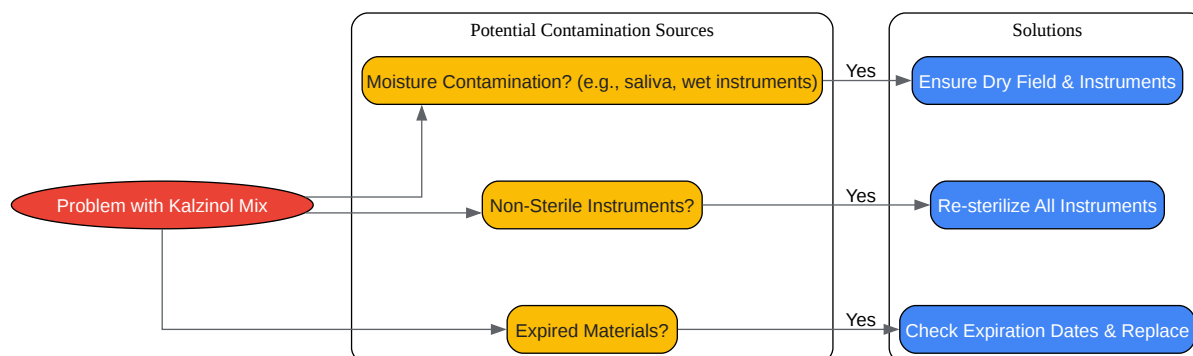 Potential Contamination Sources
Solutions
Moisture Contamination? (e.g., saliva, wet instruments)
Yes
Ensure Dry Field & Instruments
Problem with Kalzinol Mix
Non-Sterile Instruments?
Yes
Re-sterilize All Instruments
Expired Materials?
Yes
Check Expiration Dates & Replace